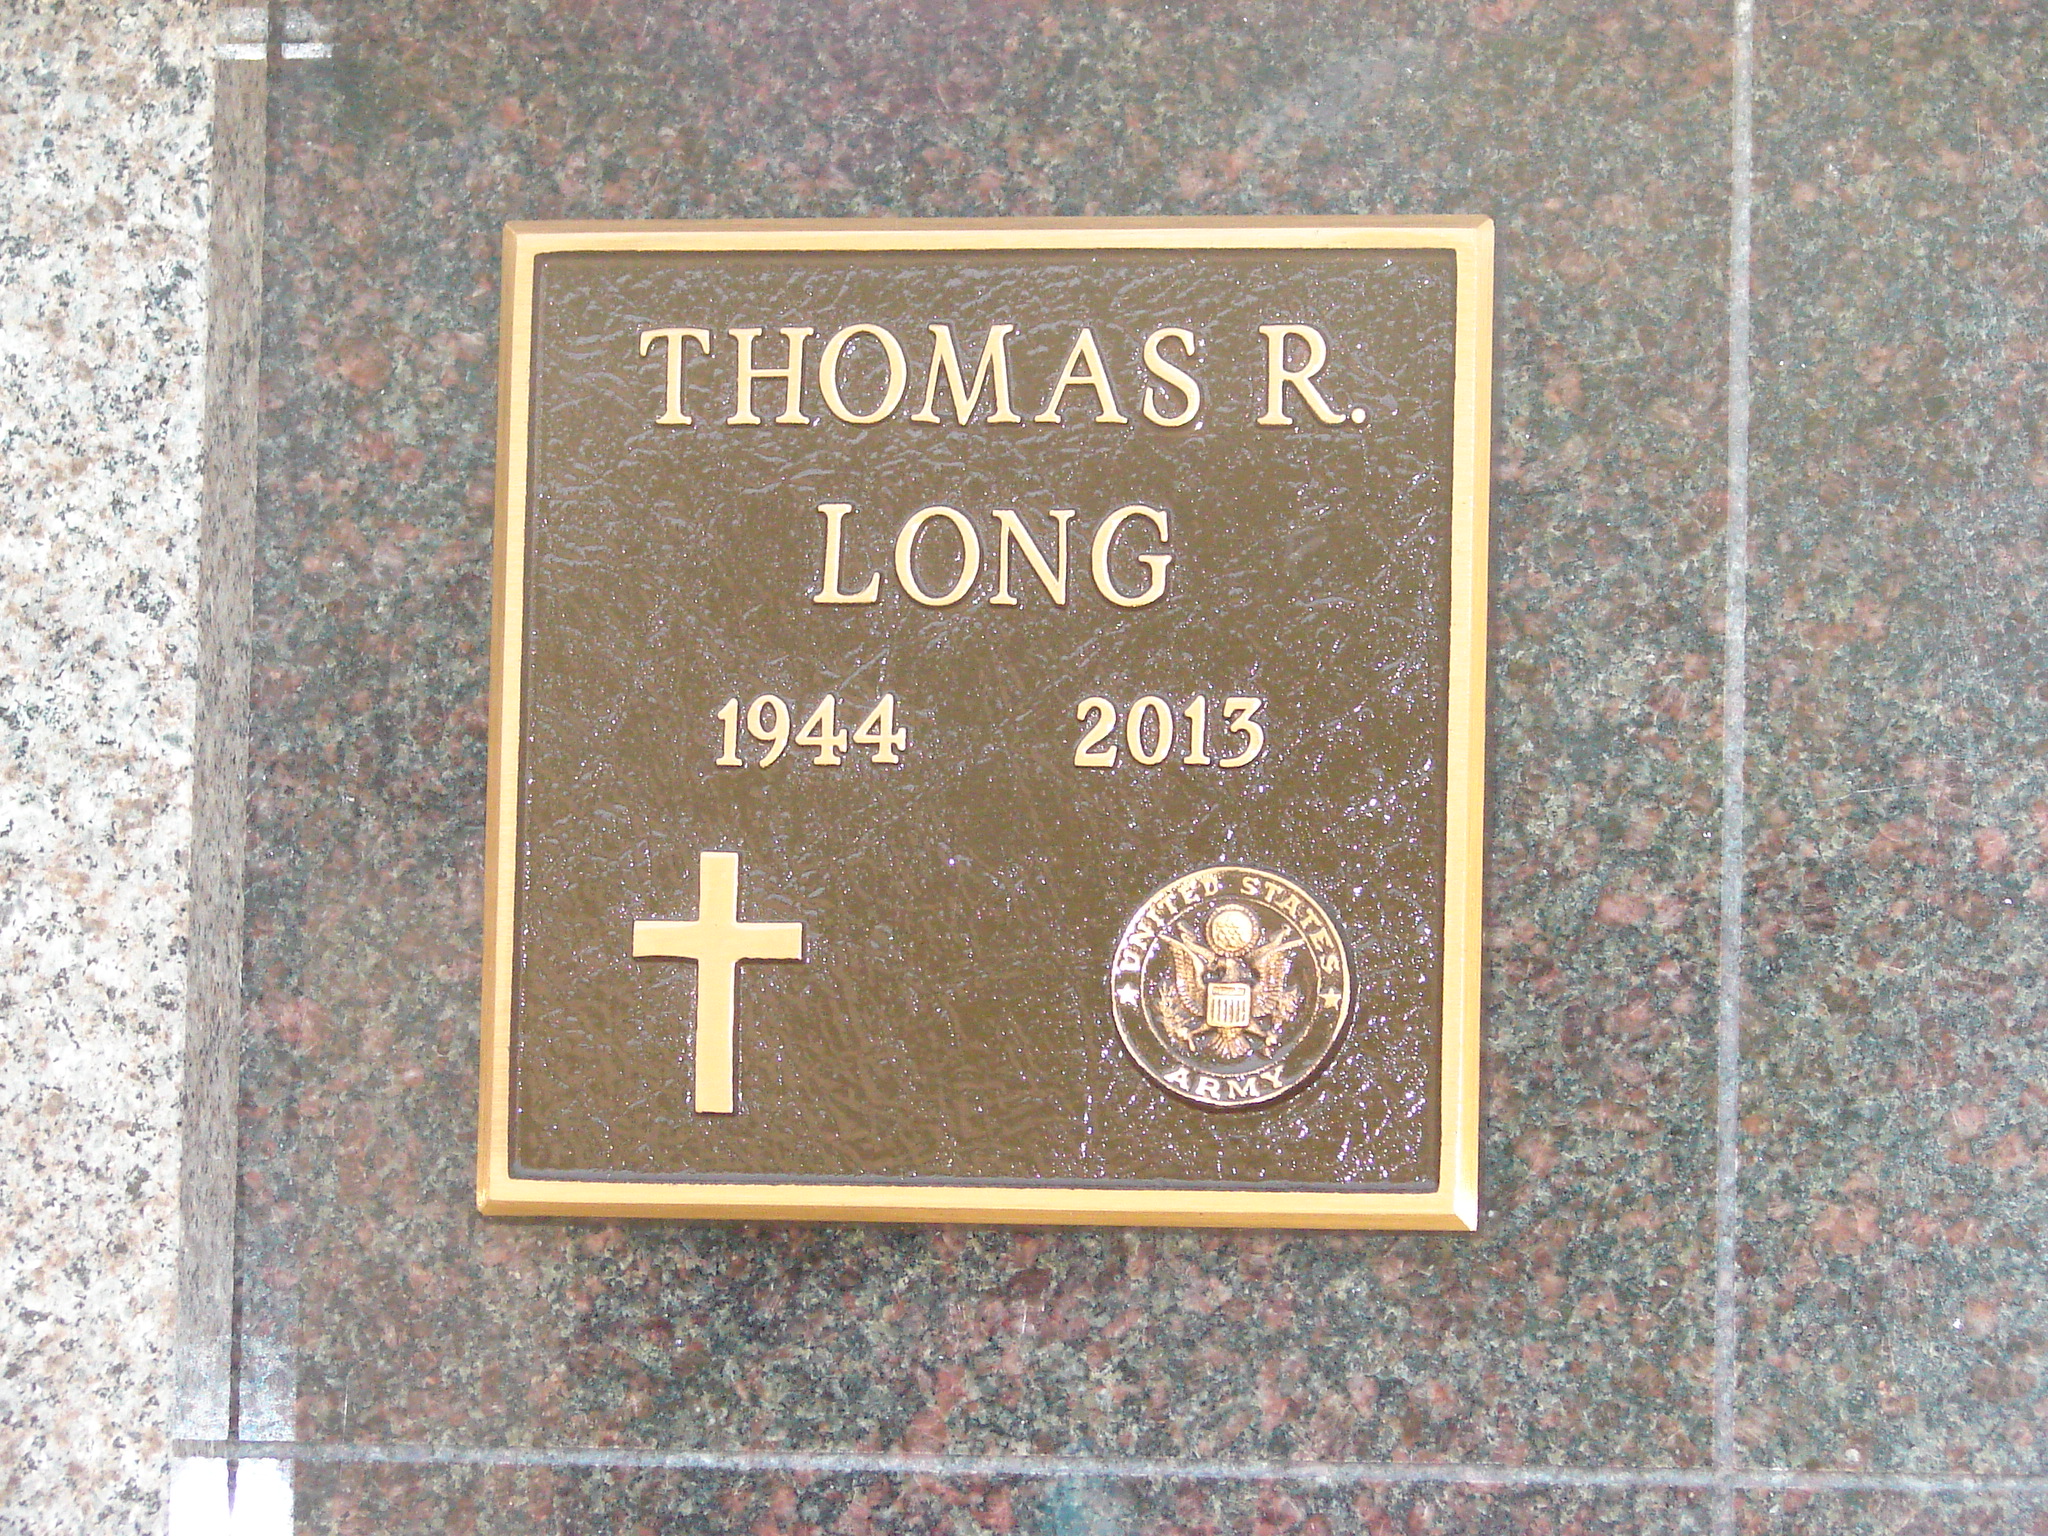 THOMAS R.
LONG
1944 2013
UNITED STATES
ARMY